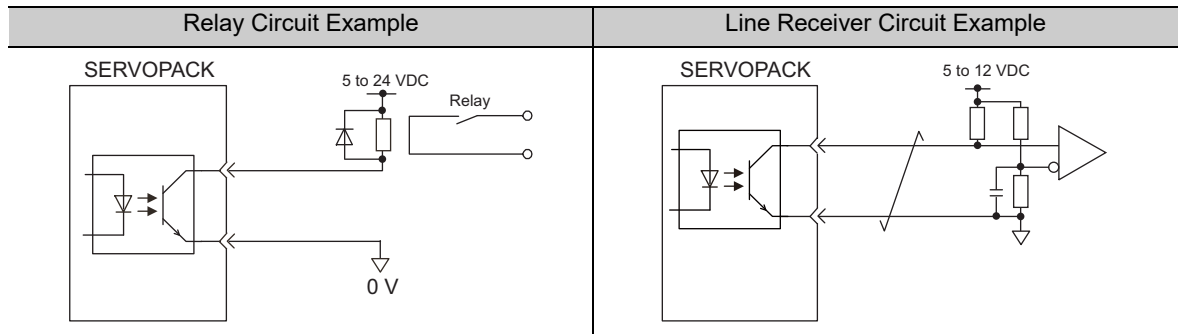 Relay Circuit Example
Line Receiver Circuit Example
SERVOPACK
5 to 24 VDC
Relay
0 V
SERVOPACK
5 to 12 VDC